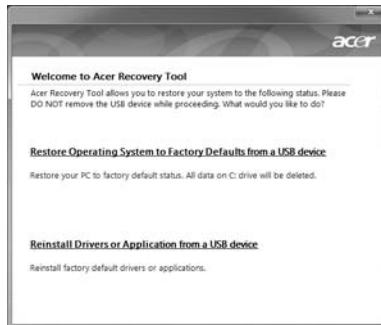 acer
Welcome to Acer Recovery Tool
Acer Recovery Tool allows you to restore your system to the following status. Please
DO NOT remove the USB device while proceeding. What would you like to do?
Restore Operating System to Factory Defaults from a USB device
Restore your PC to factory default status. All data on C: drive will be deleted.
Reinstall Drivers or Application from a USB device
Reinstall factory default drivers or applications.